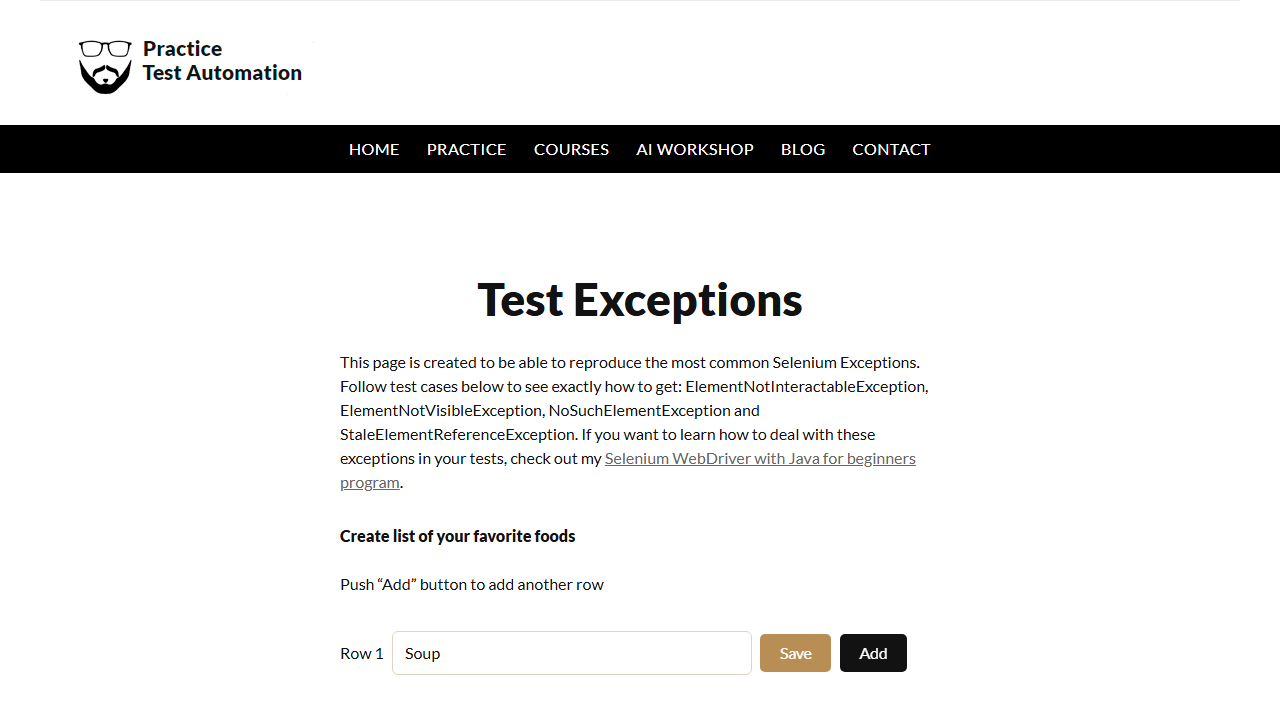 Practice
Test Automation
HOME PRACTICE COURSES AI WORKSHOP BLOG CONTACT
Test Exceptions
This page is created to be able to reproduce the most common Selenium Exceptions.
Follow test cases below to see exactly how to get: ElementNotInteractableException,
ElementNotVisibleException, NoSuchElementException and
StaleElementReferenceException. If you want to learn how to deal with these
exceptions in your tests, check out my Selenium WebDriver with Java for beginners
program.
Create list of your favorite foods
Push “Add” button to add another row
Row 1 Soup Save Add